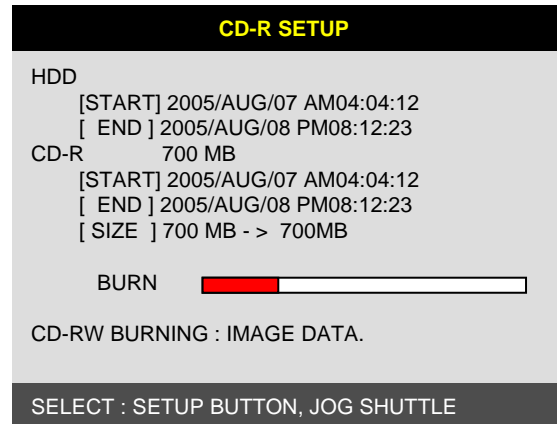 CD-R SETUP
HDD
[START] 2005/AUG/07 AM04:04:12
[ END ] 2005/AUG/08 PM08:12:23
CD-R 700 MB
[START] 2005/AUG/07 AM04:04:12
[ END ] 2005/AUG/08 PM08:12:23
[ SIZE ] 700 MB - > 700MB
BURN
CD-RW BURNING : IMAGE DATA.
SELECT : SETUP BUTTON, JOG SHUTTLE